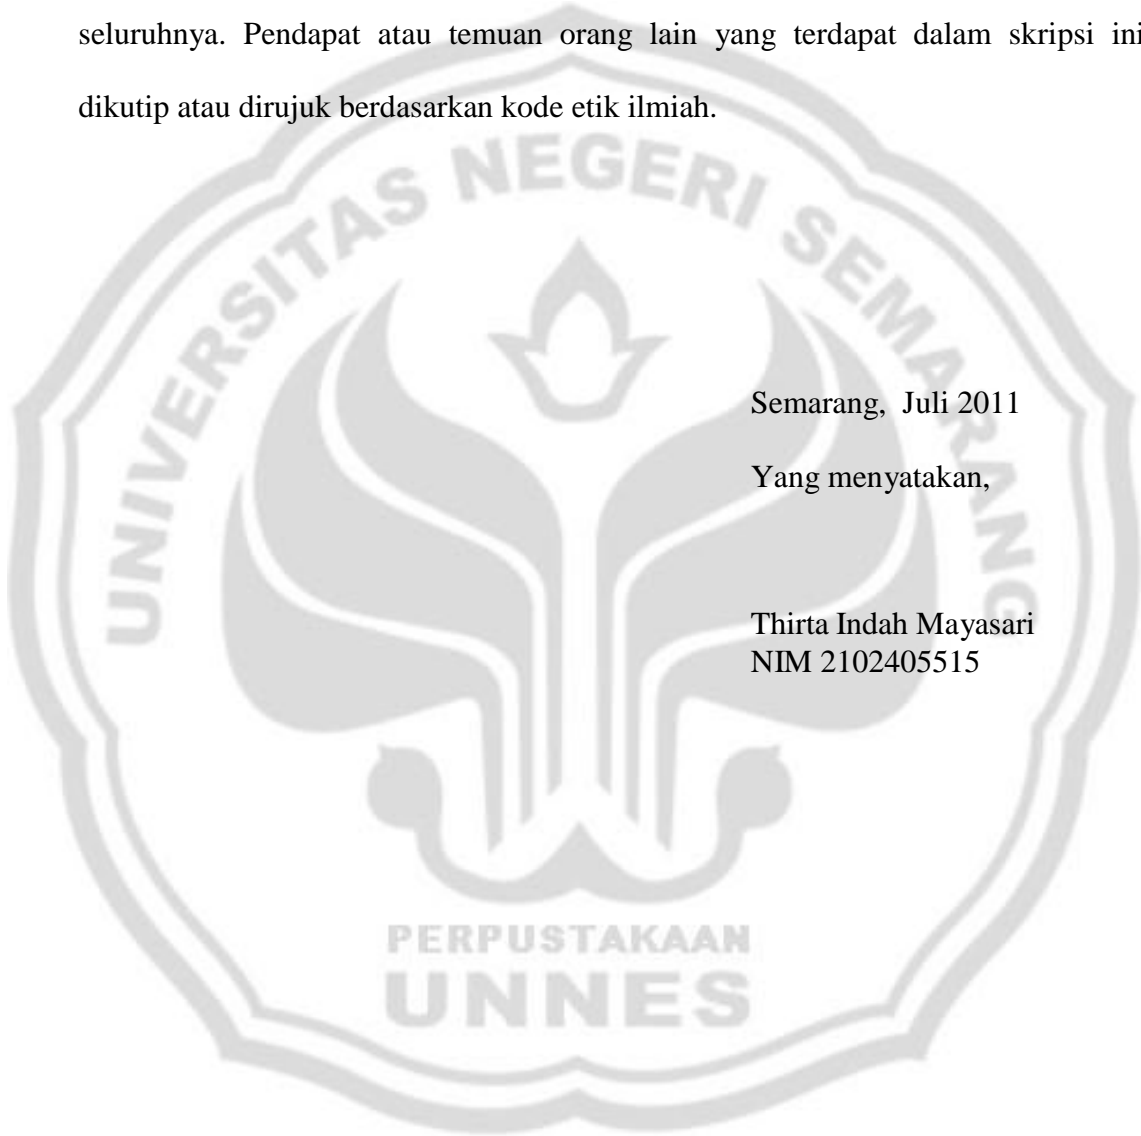 seluruhnya. Pendapat atau temuan orang lain yang terdapat dalam skripsi ini
dikutip atau dirujuk berdasarkan kode etik ilmiah.
UNIVERSITAS NEGERI SEMARANG
Semarang, Juli 2011
Yang menyatakan,
Thirta Indah Mayasari
NIM 2102405515
PERPUSTAKAAN
UNNES